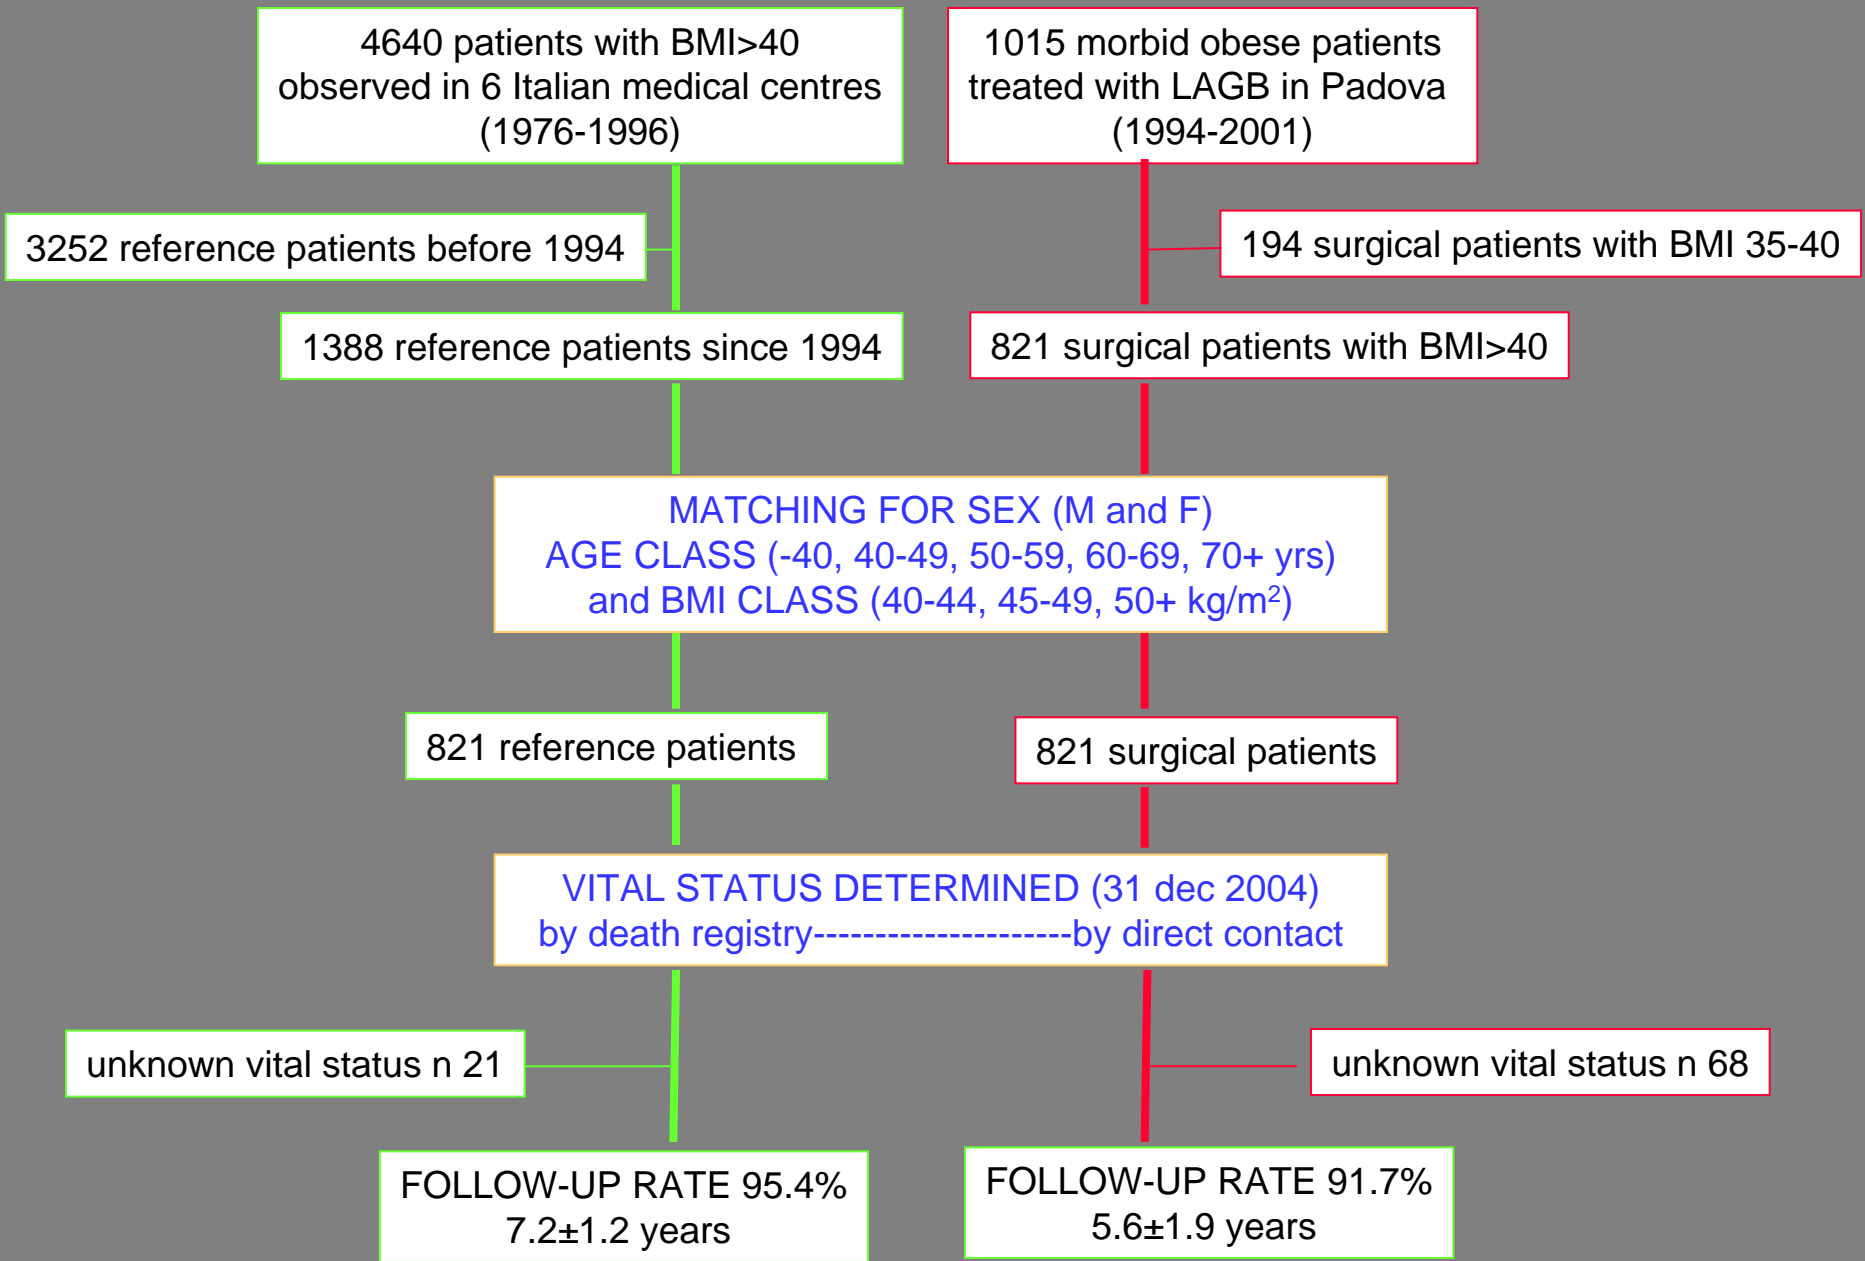 4640 patients with BMI>40
observed in 6 Italian medical centres
(1976-1996)
1015 morbid obese patients
treated with LAGB in Padova
(1994-2001)
3252 reference patients before 1994
194 surgical patients with BMI 35-40
1388 reference patients since 1994
821 surgical patients with BMI>40
MATCHING FOR SEX (M and F)
AGE CLASS (-40, 40-49, 50-59, 60-69, 70+ yrs)
and BMI CLASS (40-44, 45-49, 50+ kg/m²)
821 reference patients
821 surgical patients
VITAL STATUS DETERMINED (31 dec 2004)
by death registry---------------------by direct contact
unknown vital status n 21
unknown vital status n 68
FOLLOW-UP RATE 95.4%
7.2±1.2 years
FOLLOW-UP RATE 91.7%
5.6±1.9 years